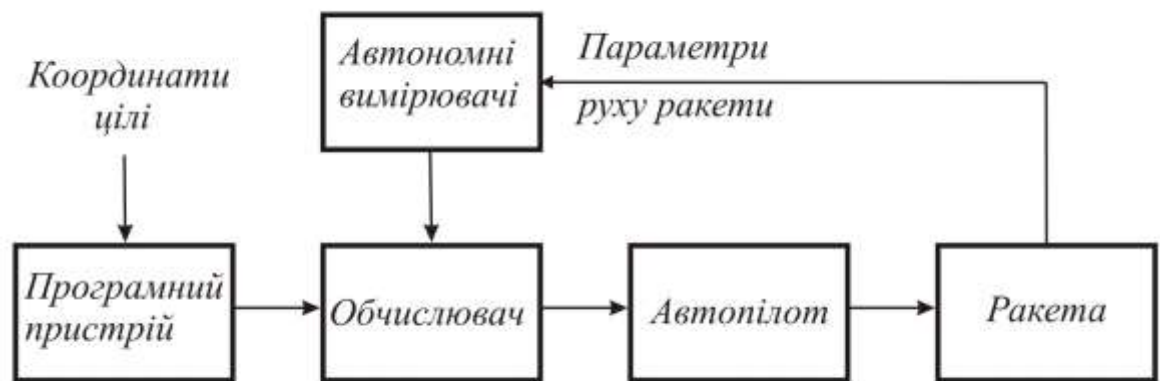 Координати
цілі
Автономні
вимірювачі
Параметри
руху ракети
Програмний
пристрій
Обчислювач
Автопілот
Ракета